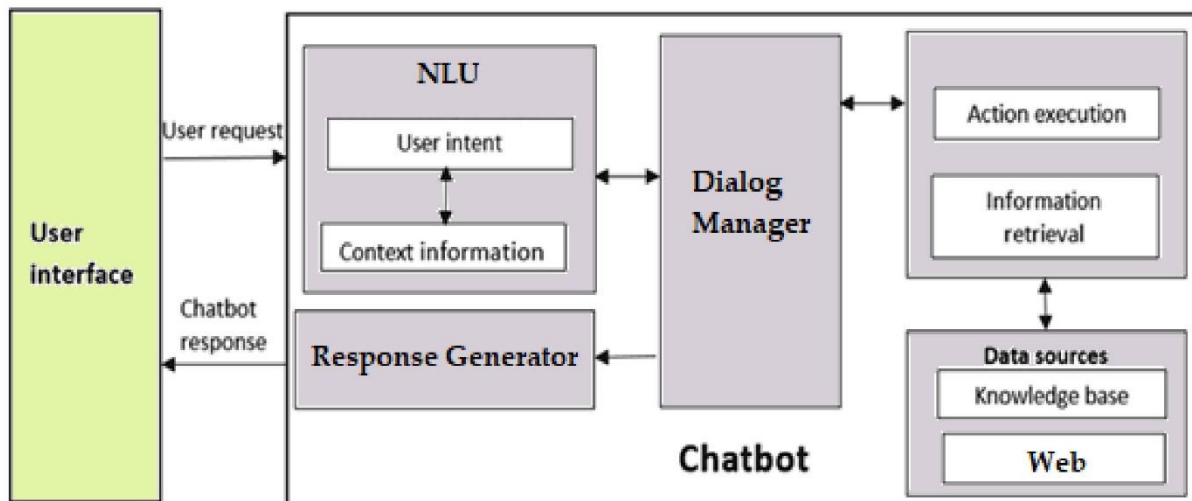 User
interface
User request
Chatbot
response
NLU
User intent
Context information
Response Generator
Dialog
Manager
Action execution
Information
retrieval
Data sources
Knowledge base
Web
Chatbot